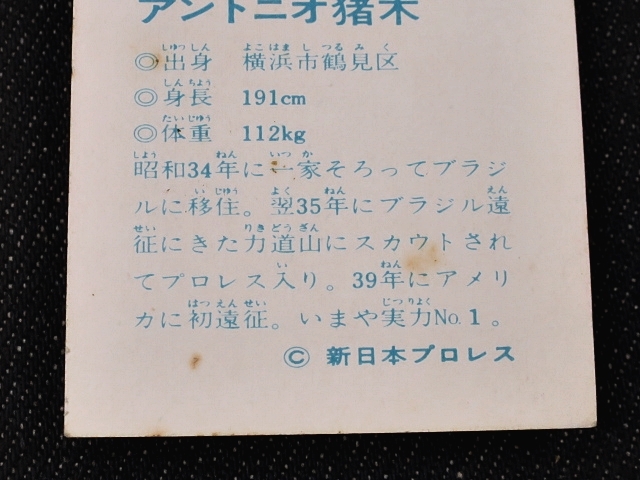 アントニオ猪木
◎出身 横浜市鶴見区
◎身長 191cm
◎体重 112kg
昭和34年に一家そろってブラジ
ルに移住。翌35年にブラジル遠
征にきた力道山にスカウトされ
てプロレス入り。39年にアメリ
カに初遠征。いまや実力No.1。
© 新日本プロレス